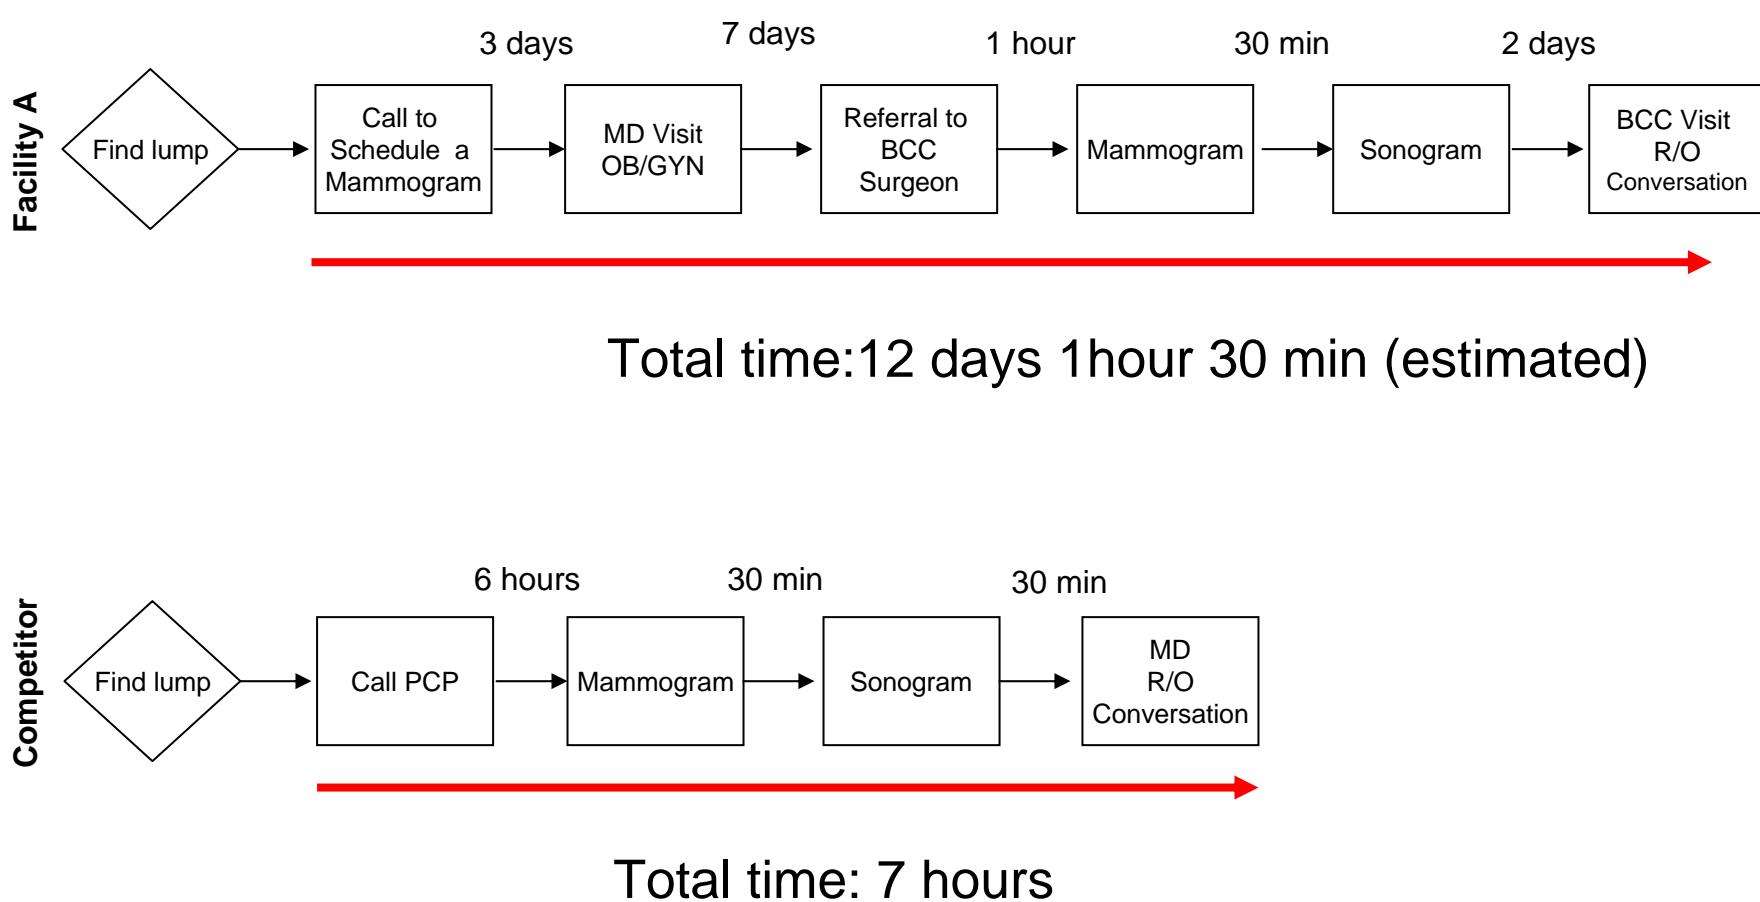 Facility A
3 days
7 days
1 hour
30 min
2 days
Find lump
Call to
Schedule a
Mammogram
MD Visit
OB/GYN
Referral to
BCC
Surgeon
Mammogram
Sonogram
BCC Visit
R/O
Conversation
Total time:12 days 1hour 30 min (estimated)
Competitor
6 hours
30 min
30 min
Find lump
Call PCP
Mammogram
Sonogram
MD
R/O
Conversation
Total time: 7 hours